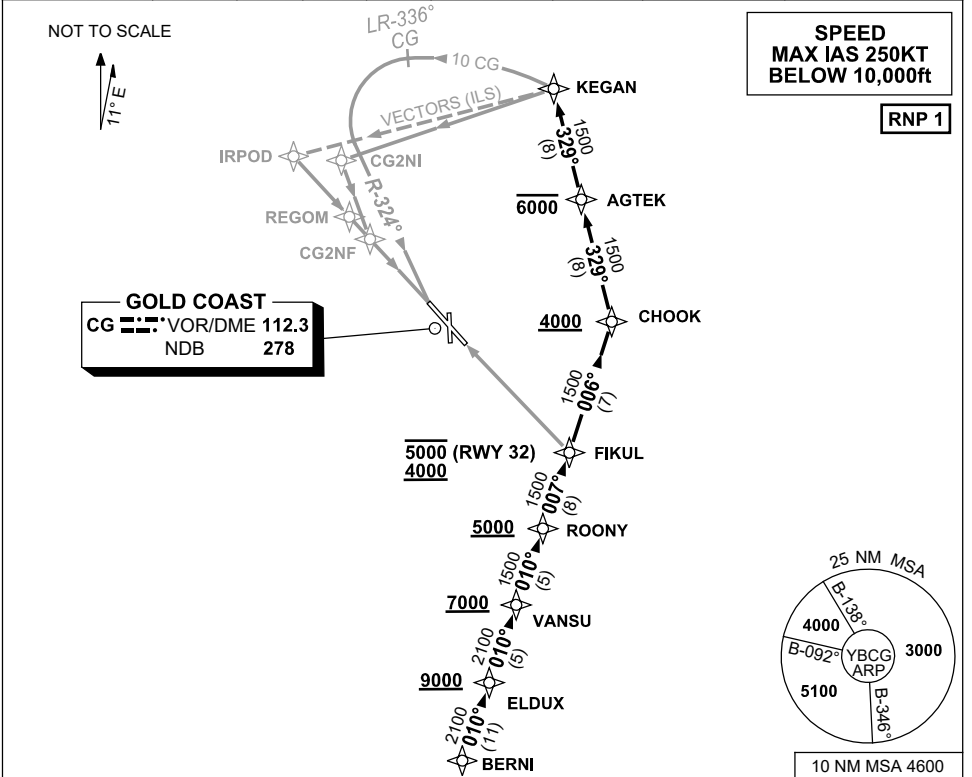 NOT TO SCALE
11° E
LR-336°
CG
10 CG
SPEED
MAX IAS 250KT
BELOW 10,000ft
RNP 1
KEGAN
VECTORS (ILS)
IRPOD
CG2NI
1500
329°
(8)
R-324°
6000
AGTEK
REGOM
CG2NF
1500
329°
(8)
GOLD COAST
CG VOR/DME 112.3
NDB 278
4000
CHOOK
1500
006°
(7)
5000 (RWY 32)
4000
FIKUL
1500
007°
(8)
5000
ROONY
1500
010°
(5)
7000
VANSU
2100
010°
(5)
9000
ELDUX
2100
010°
(11)
BERNI
25 NM MSA
B-138°
4000
B-092°
YBCG
ARP
3000
5100
B-346°
10 NM MSA 4600